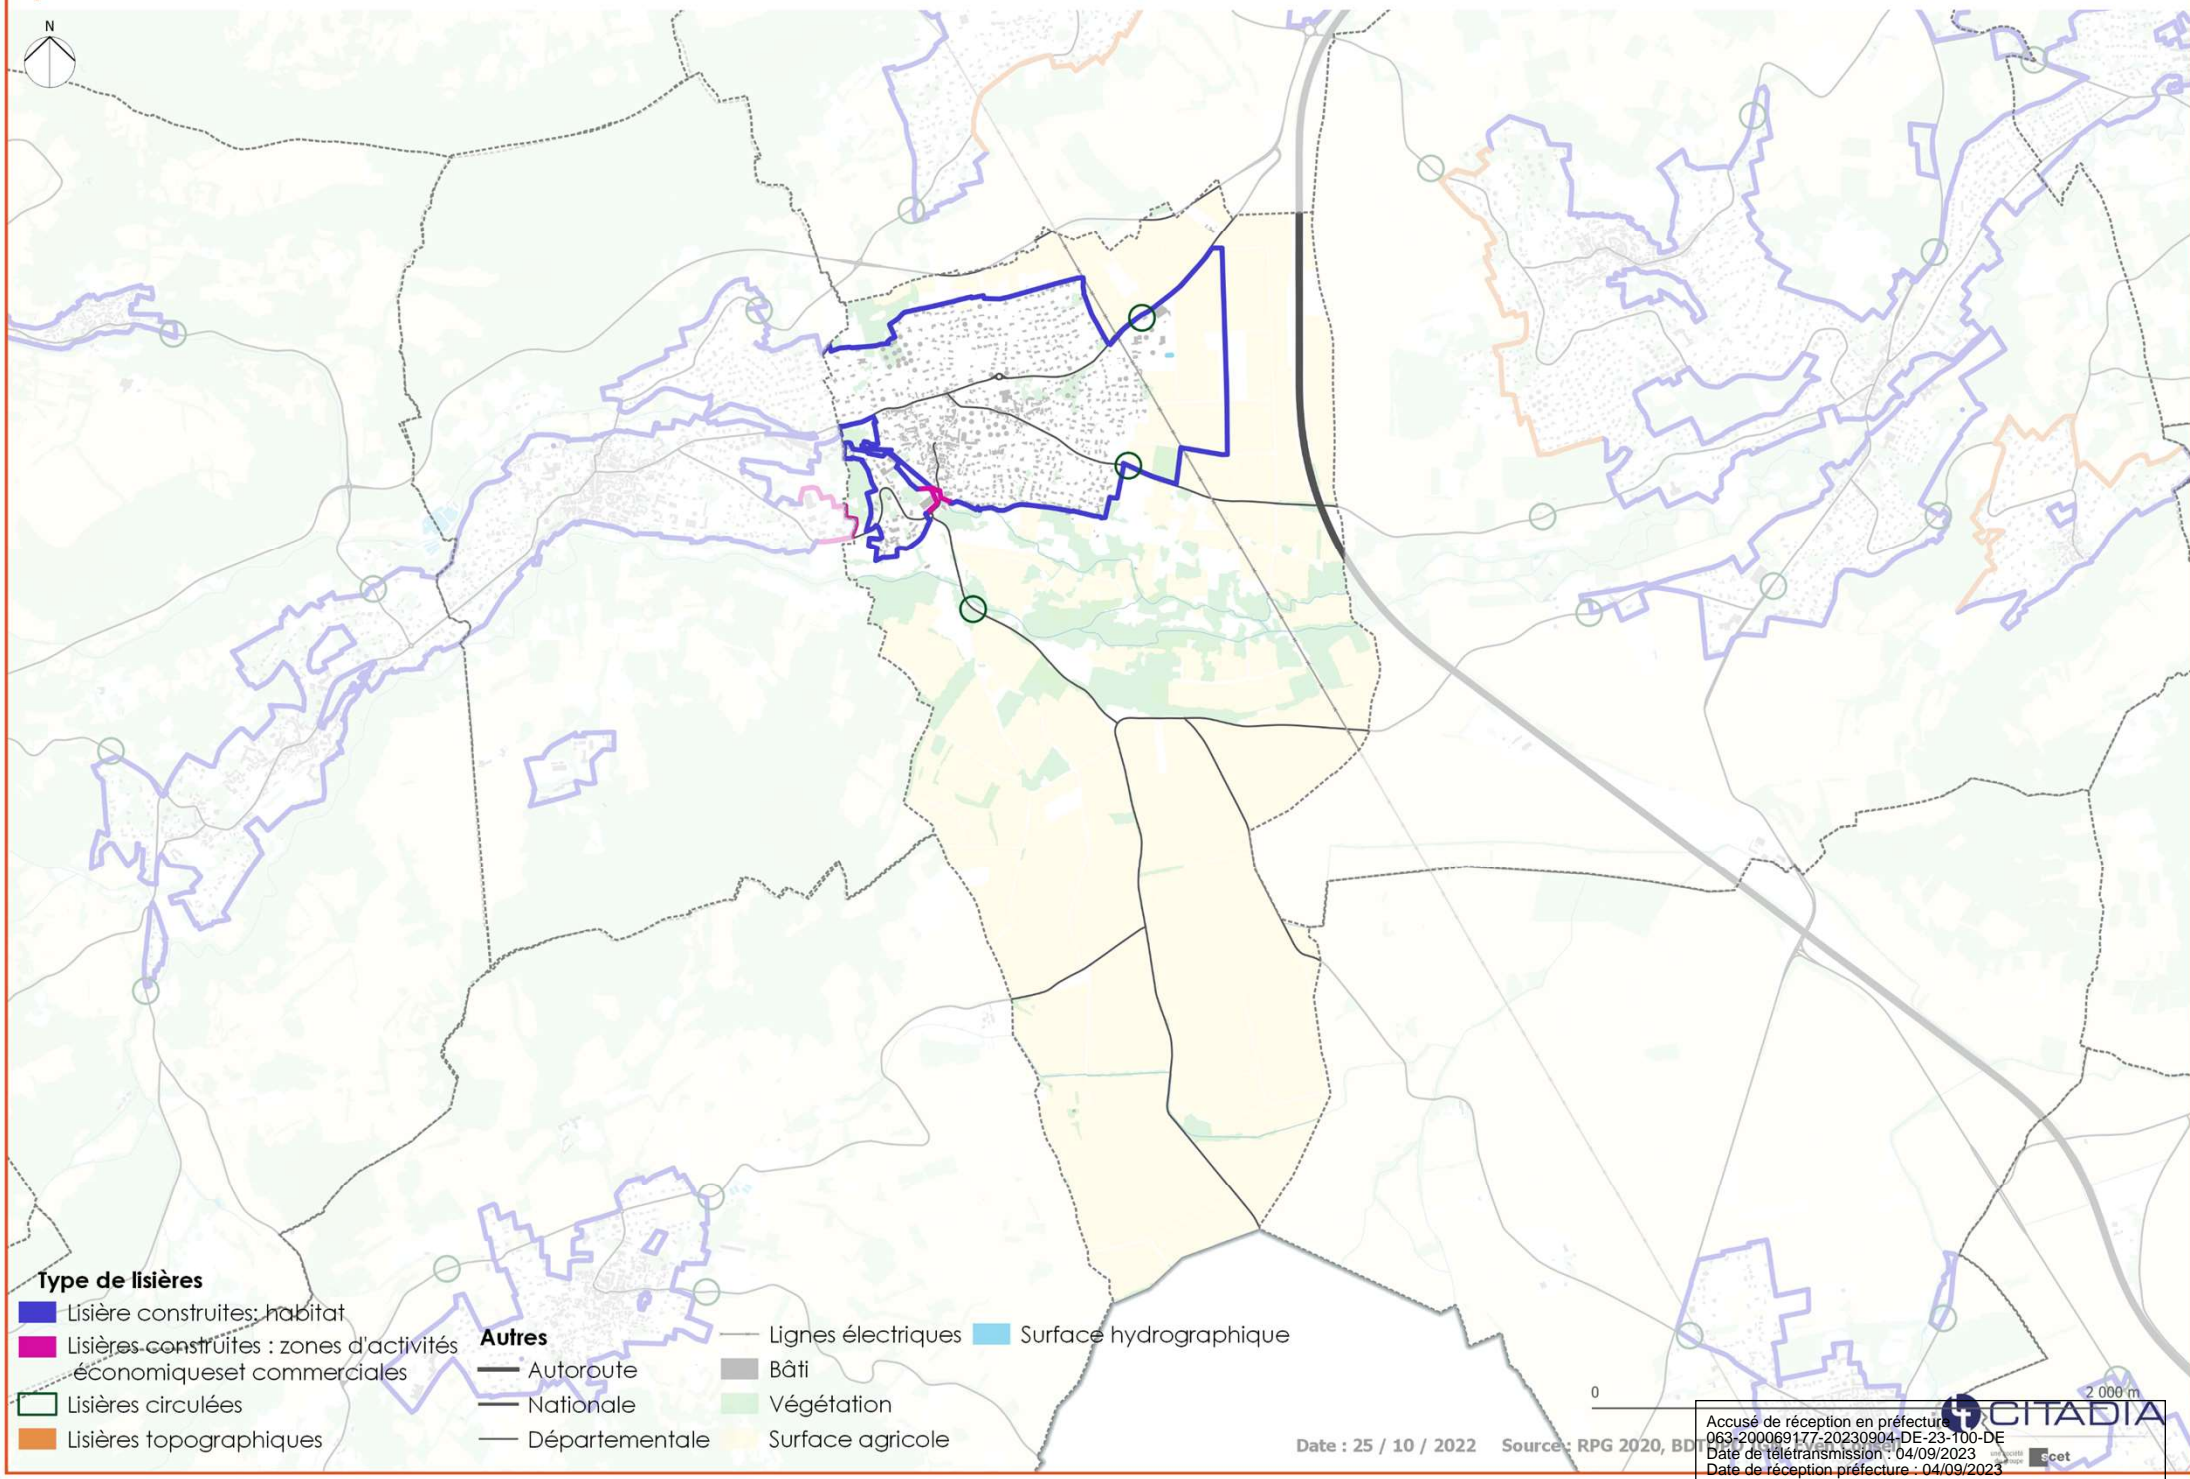 N
Type de lisières
Lisière construites: habitat
Lisières construites : zones d'activités
économiqueset commerciales
Lisières circulées
Lisières topographiques
Autres
Autoroute
Nationale
Départementale
Lignes électriques
Bâti
Végétation
Surface agricole
Surface hydrographique
0
2 000 m
CITADIA
Date : 25 / 10 / 2022 Source : RPG 2020, Even Conseil
Accusé de réception en préfecture
063-200069177-20230904-DE-23-100-DE
Date de télétransmission : 04/09/2023
Date de réception préfecture : 04/09/2023
scet